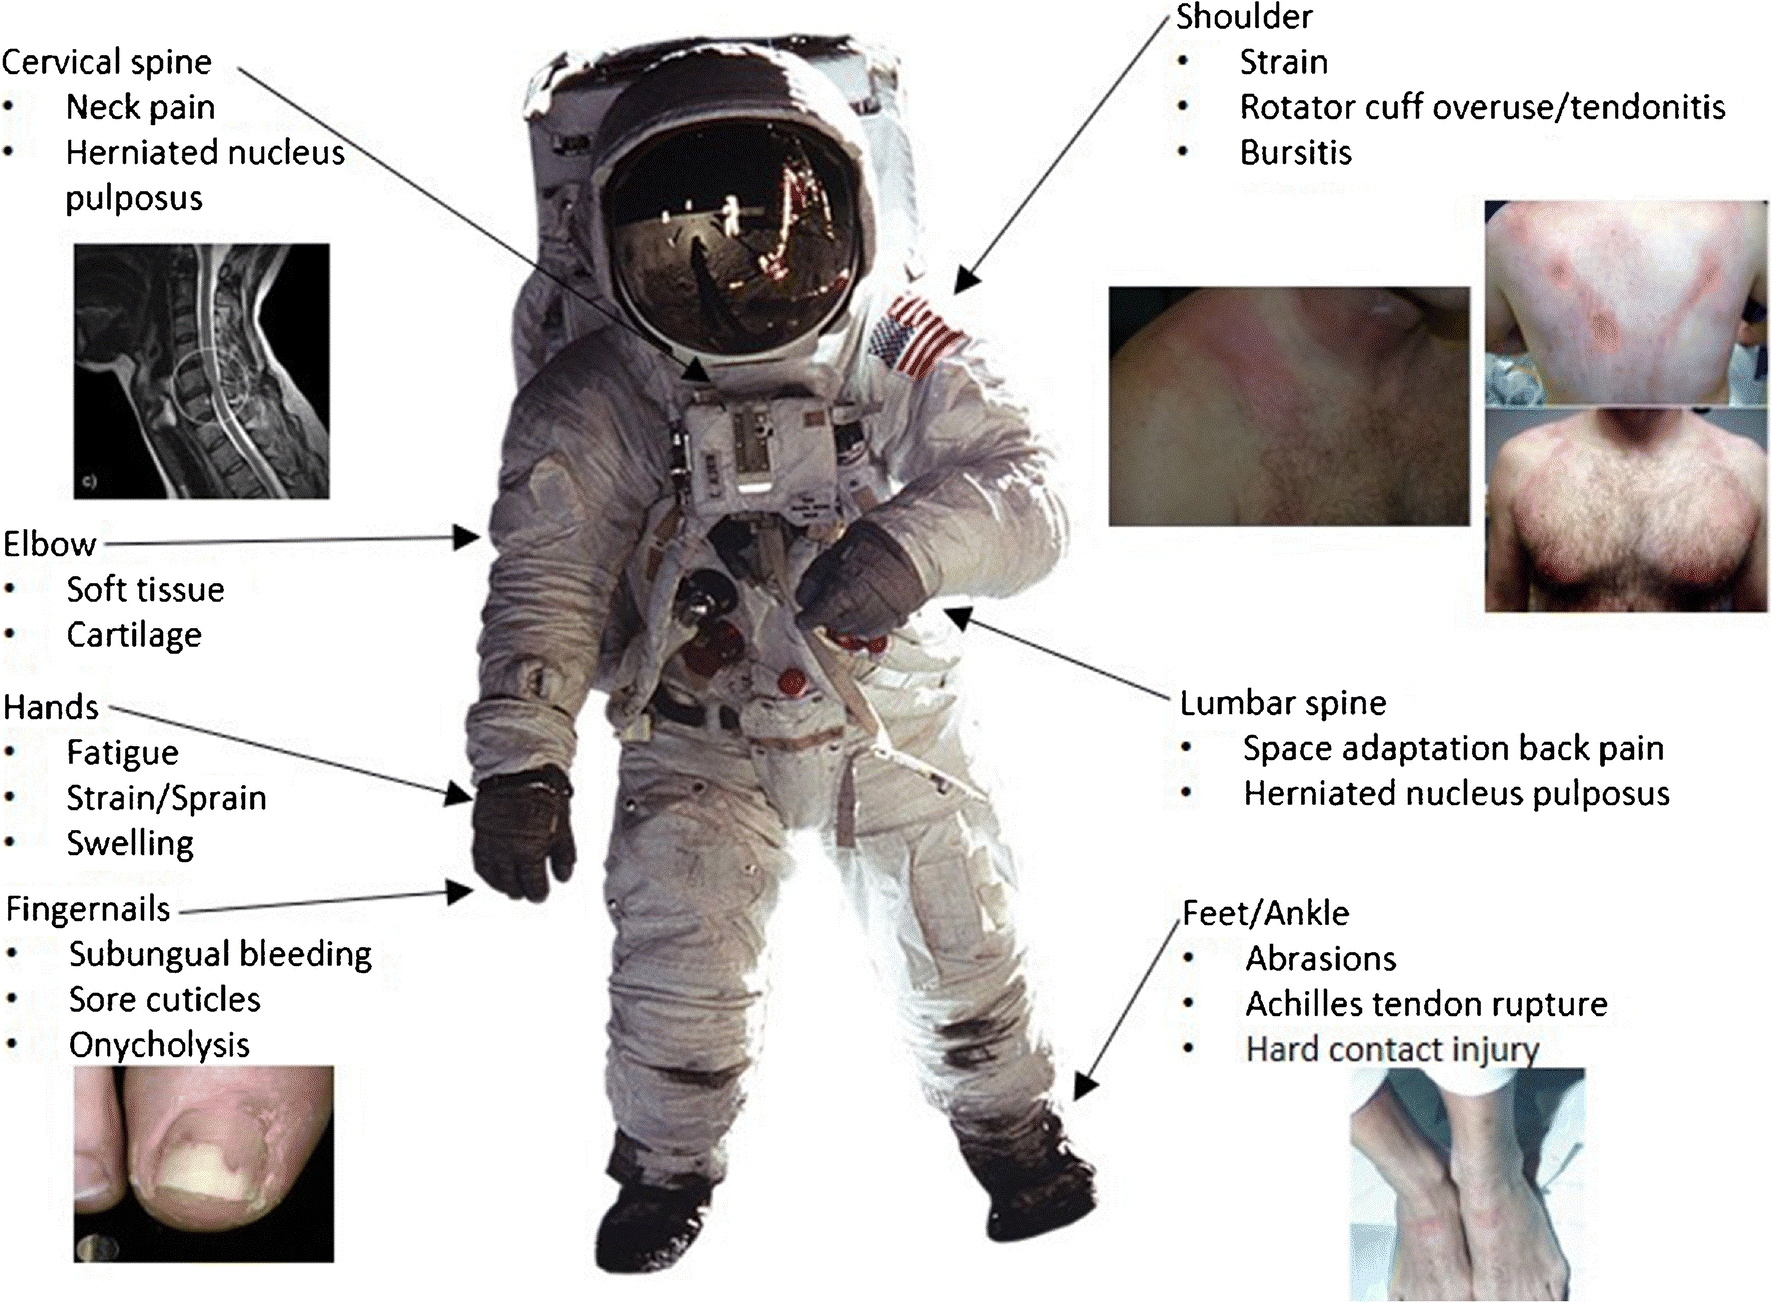 Cervical spine
• Neck pain
• Herniated nucleus
pulposus
c)
Elbow
• Soft tissue
• Cartilage
Hands
• Fatigue
• Strain/Sprain
• Swelling
Fingernails
• Subungual bleeding
• Sore cuticles
• Onycholysis
Shoulder
• Strain
• Rotator cuff overuse/tendonitis
• Bursitis
Lumbar spine
• Space adaptation back pain
• Herniated nucleus pulposus
Feet/Ankle
• Abrasions
• Achilles tendon rupture
• Hard contact injury